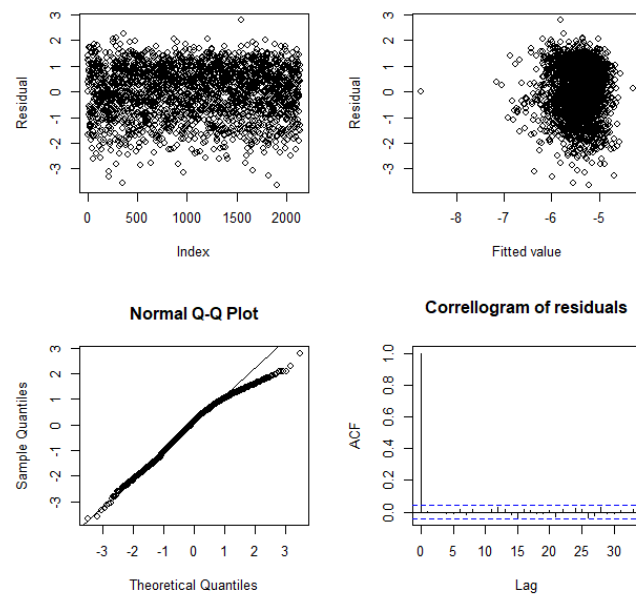 Residual
3
2
1
0
-1
-2
-3
0 500 1000 1500 2000
Index
Residual
3
2
1
0
-1
-2
-3
-8 -7 -6 -5
Fitted value
Normal Q-Q Plot
Sample Quantiles
3
2
1
0
-1
-2
-3
-3 -2 -1 0 1 2 3
Theoretical Quantiles
Correllogram of residuals
ACF
1.0
0.8
0.6
0.4
0.2
0.0
0 5 10 15 20 25 30
Lag